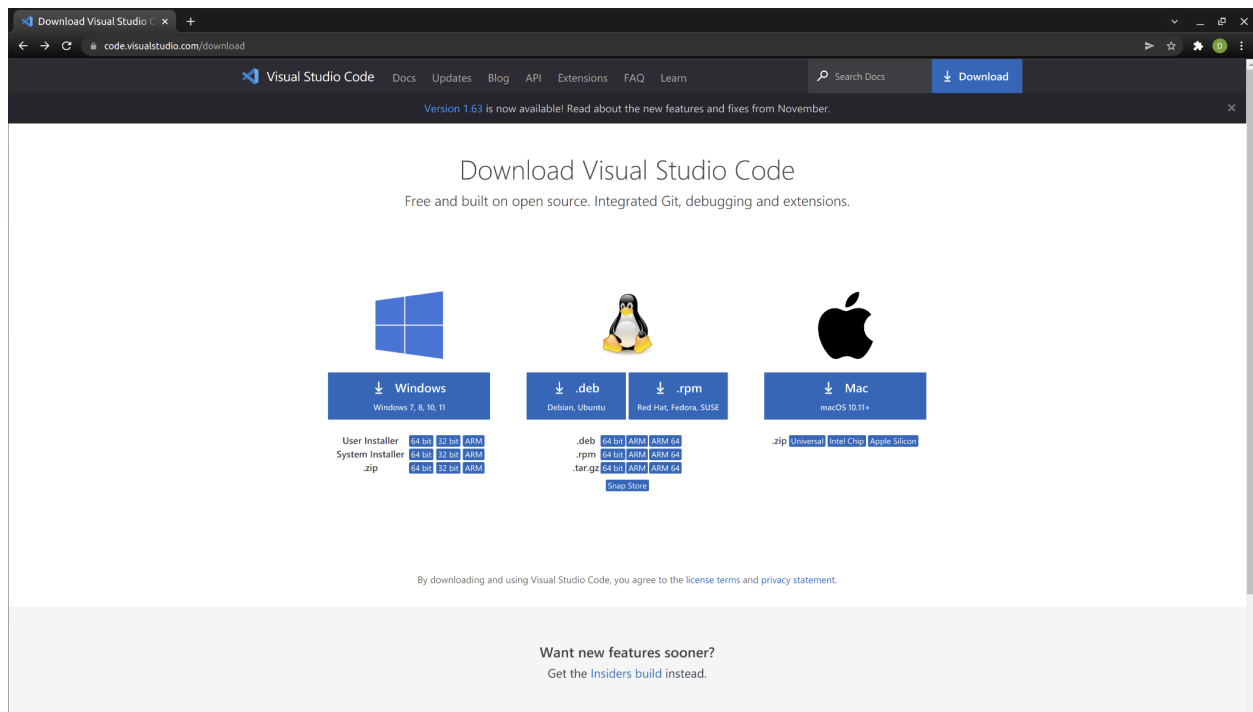 Download Visual Studio C
code.visualstudio.com/download
D
Visual Studio Code Docs Updates Blog API Extensions FAQ Learn Search Docs Download
Version 1.63 is now available! Read about the new features and fixes from November.
Download Visual Studio Code
Free and built on open source. Integrated Git, debugging and extensions.
Windows
Windows 7, 8, 10, 11
User Installer 64 bit 32 bit ARM
System Installer 64 bit 32 bit ARM
.zip 64 bit 32 bit ARM
.deb
Debian, Ubuntu
.rpm
Red Hat, Fedora, SUSE
.deb 64 bit ARM ARM 64
.rpm 64 bit ARM ARM 64
.tar.gz 64 bit ARM ARM 64
Snap Store
Mac
macOS 10.11+
.zip Universal Intel Chip Apple Silicon
By downloading and using Visual Studio Code, you agree to the license terms and privacy statement.
Want new features sooner?
Get the Insiders build instead.